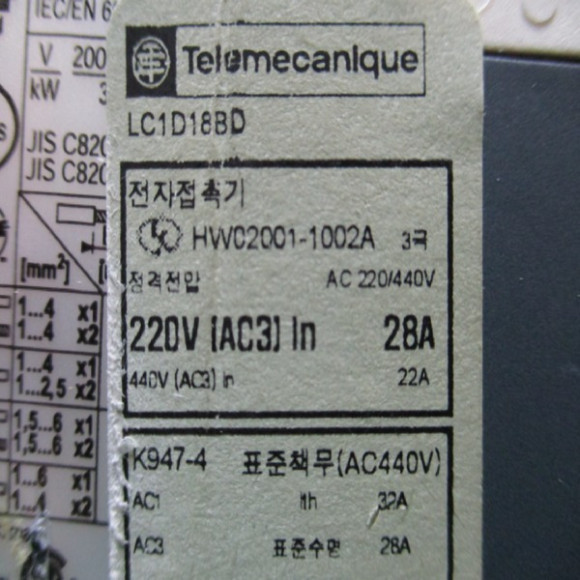 IEC/EN 6
V 200
kW 3
JIS C820
JIS C820
[mm²]
1...4 x1
1...4 x2
1...4 x1
1...2,5 x2
1,5...6 x1
1,5...6 x2
1...6 x1
1...4 x2
Telemecanique
LC1D18BD
전자접촉기
HW02001-1002A 3극
정격전압 AC 220/440V
220V (AC3) In 28A
440V (AC3) In 22A
K947-4 표준책무(AC440V)
AC1 Ith 32A
AC3 표준수명 28A